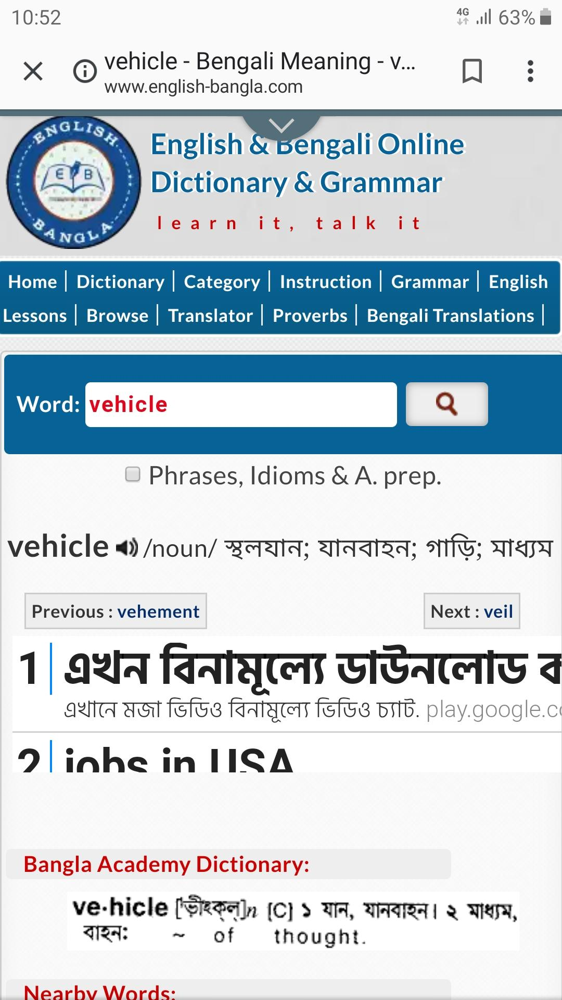 10:52
4G 63%
vehicle - Bengali Meaning - v...
www.english-bangla.com
ENGLISH
E B
BANGLA
English & Bengali Online
Dictionary & Grammar
learn it, talk it
Home | Dictionary | Category | Instruction | Grammar | English
Lessons | Browse | Translator | Proverbs | Bengali Translations |
Word: vehicle
Phrases, Idioms & A. prep.
vehicle /noun/ স্থলযান; যানবাহন; গাড়ি; মাধ্যম
Previous : vehement
Next : veil
1 এখন বিনামূল্যে ডাউনলোড
এখানে মজা ভিডিও বিনামূল্যে ভিডিও চ্যাট. play.google.c
2 jobs in USA
Bangla Academy Dictionary:
ve·hicle ['ভীইক্‌ল্]n [C] ১ যান, যানবাহন। ২ মাধ্যম,
বাহন: ~ of thought.
Nearby Words: